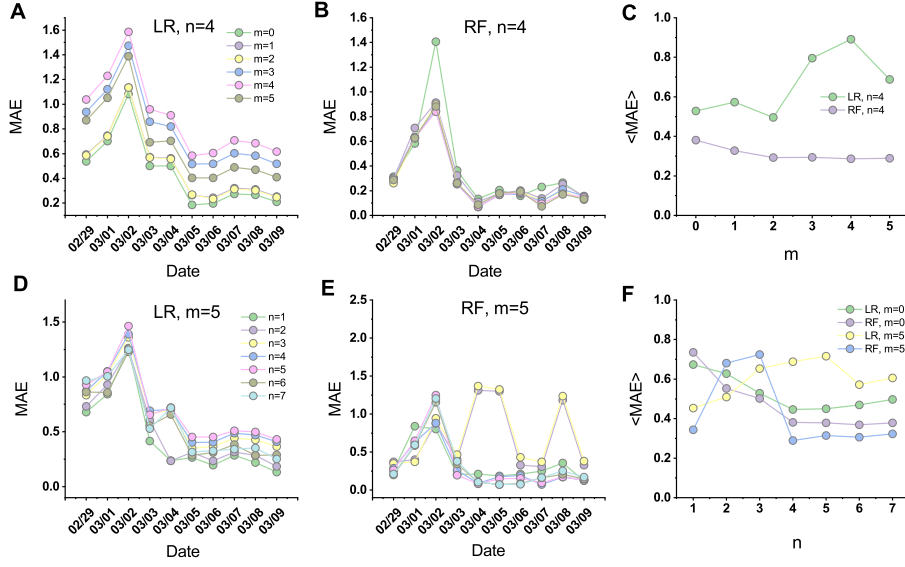 A
LR, n=4
MAE
1.6
1.4
1.2
1.0
0.8
0.6
0.4
0.2
m=0
m=1
m=2
m=3
m=4
m=5
02/29
03/01
03/02
03/03
03/04
03/05
03/06
03/07
03/08
03/09
Date
B
RF, n=4
MAE
1.6
1.4
1.2
1.0
0.8
0.6
0.4
0.2
0.0
02/29
03/01
03/02
03/03
03/04
03/05
03/06
03/07
03/08
03/09
Date
C
<MAE>
1.0
0.8
0.6
0.4
0.2
0.0
LR, n=4
RF, n=4
0 1 2 3 4 5
m
D
LR, m=5
MAE
1.5
1.0
0.5
0.0
n=1
n=2
n=3
n=4
n=5
n=6
n=7
02/29
03/01
03/02
03/03
03/04
03/05
03/06
03/07
03/08
03/09
Date
E
RF, m=5
MAE
2.5
2.0
1.5
1.0
0.5
0.0
02/29
03/01
03/02
03/03
03/04
03/05
03/06
03/07
03/08
03/09
Date
F
<MAE>
1.0
0.8
0.6
0.4
0.2
0.0
LR, m=0
RF, m=0
LR, m=5
RF, m=5
1 2 3 4 5 6 7
n